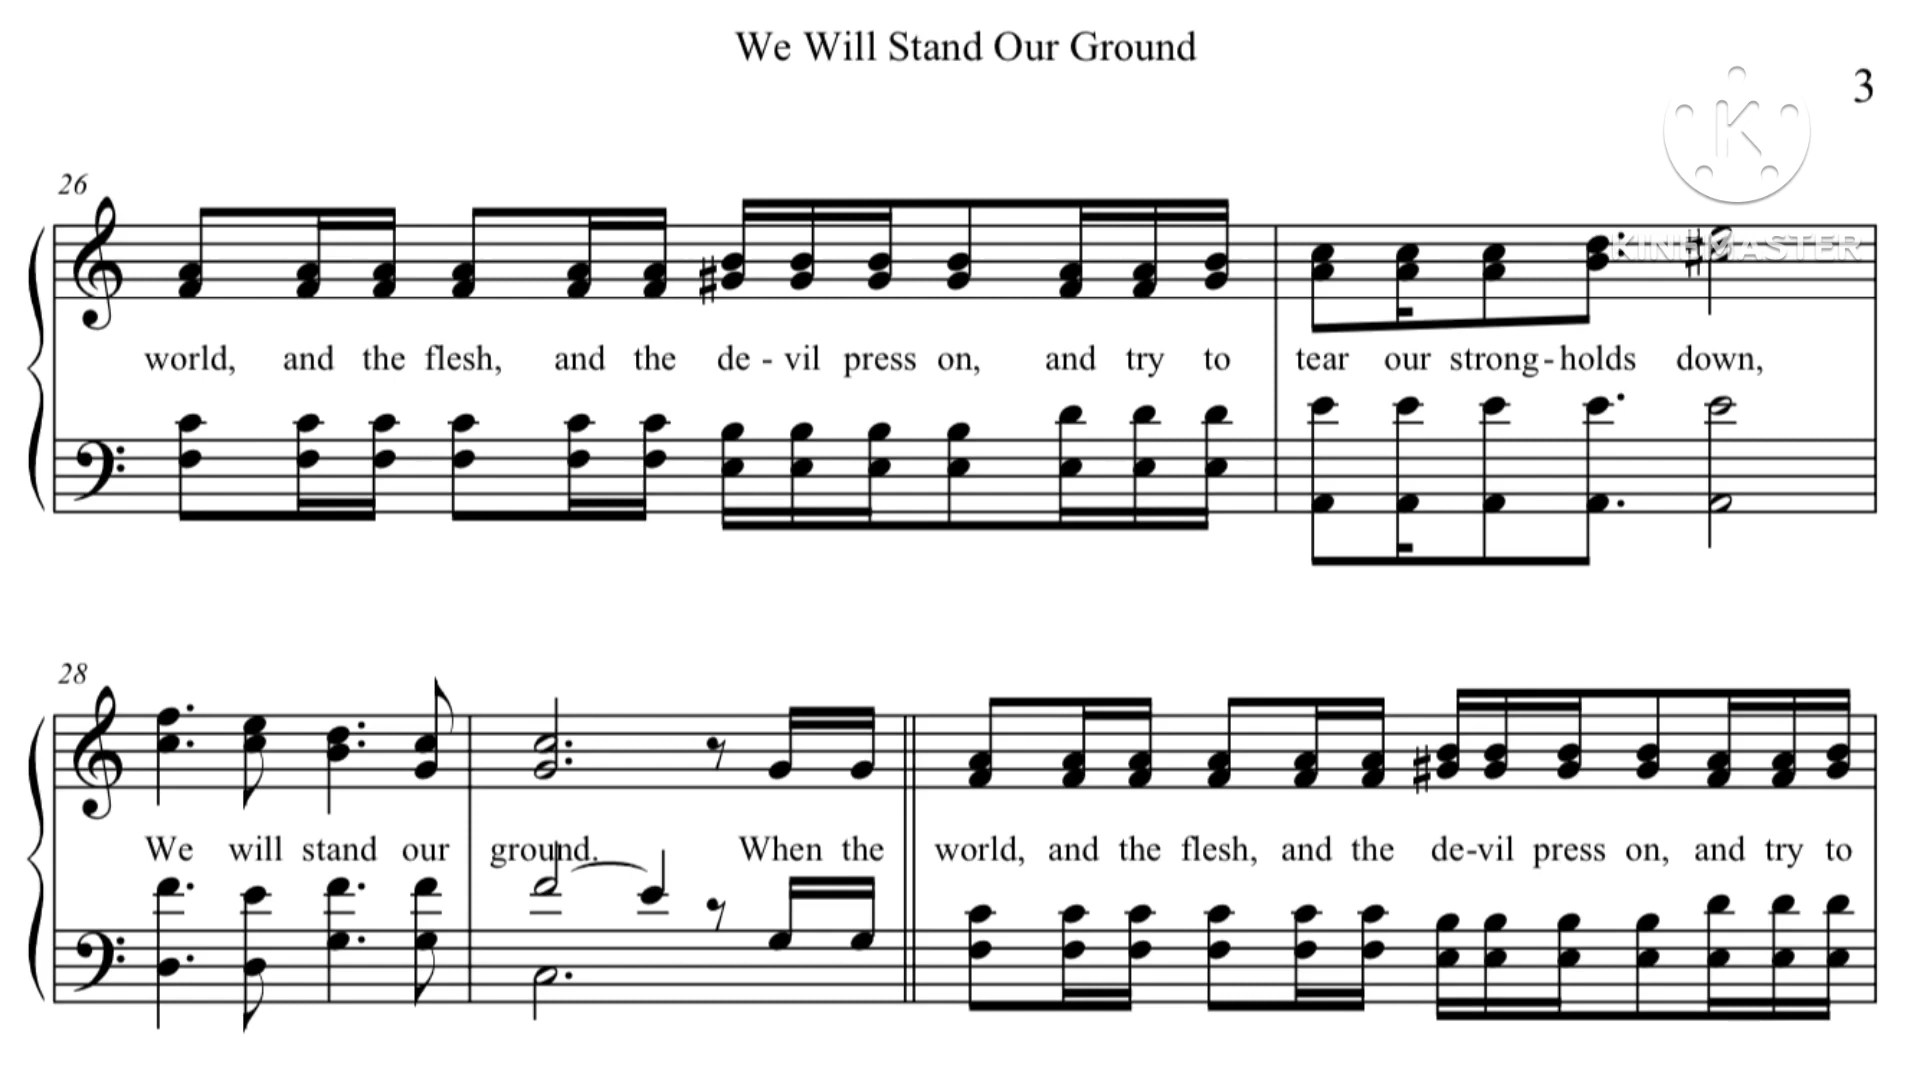 We Will Stand Our Ground
3
26
world, and the flesh, and the de - vil press on, and try to tear our strong - holds down,
KINEMASTER
28
We will stand our ground. When the world, and the flesh, and the de-vil press on, and try to